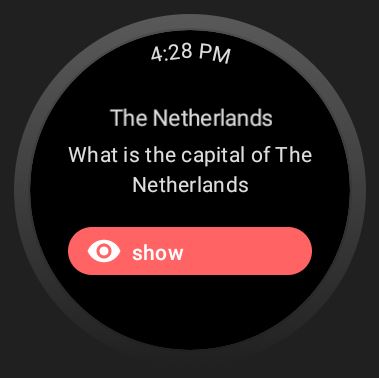 4:28 PM
The Netherlands
What is the capital of The
Netherlands
show